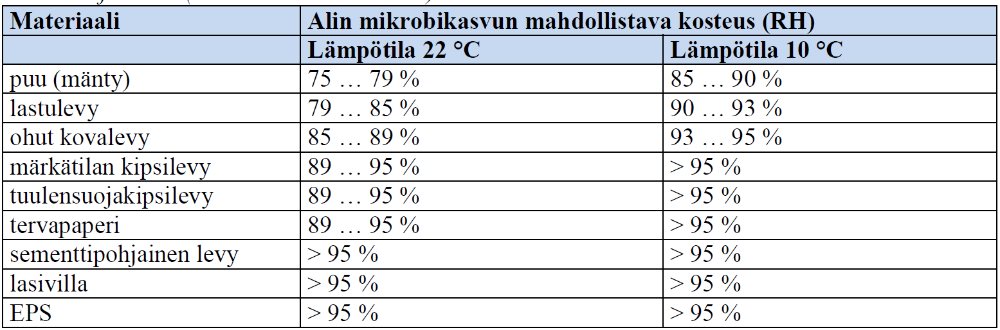 Materiaali Alin mikrobikasvun mahdollistava kosteus (RH)
Lämpötila 22 °C Lämpötila 10 °C
puu (mänty) 75 … 79 % 85 … 90 %
lastulevy 79 … 85 % 90 … 93 %
ohut kovalevy 85 … 89 % 93 … 95 %
märkätilan kipsilevy 89 … 95 % > 95 %
tuulensuojakipsilevy 89 … 95 % > 95 %
tervapaperi 89 … 95 % > 95 %
sementtipohjainen levy > 95 % > 95 %
lasivilla > 95 % > 95 %
EPS > 95 % > 95 %